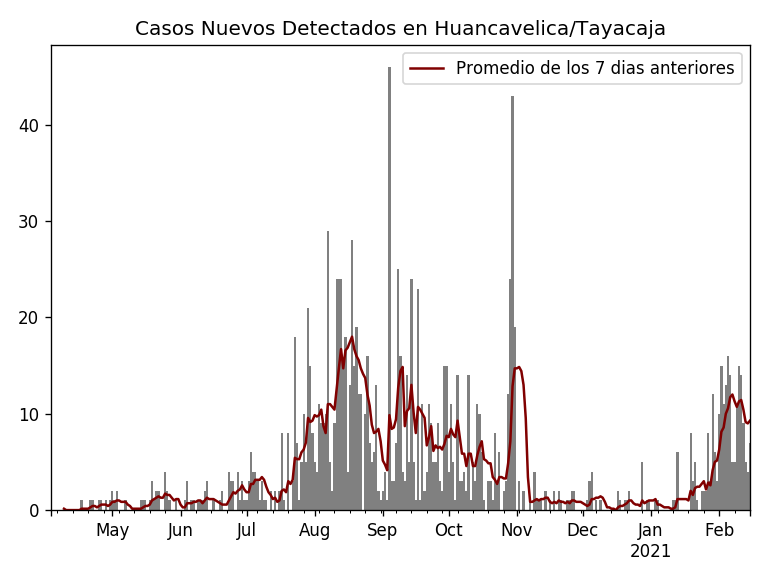 Casos Nuevos Detectados en Huancavelica/Tayacaja
Promedio de los 7 dias anteriores
40
30
20
10
0
May Jun Jul Aug Sep Oct Nov Dec Jan Feb
2021